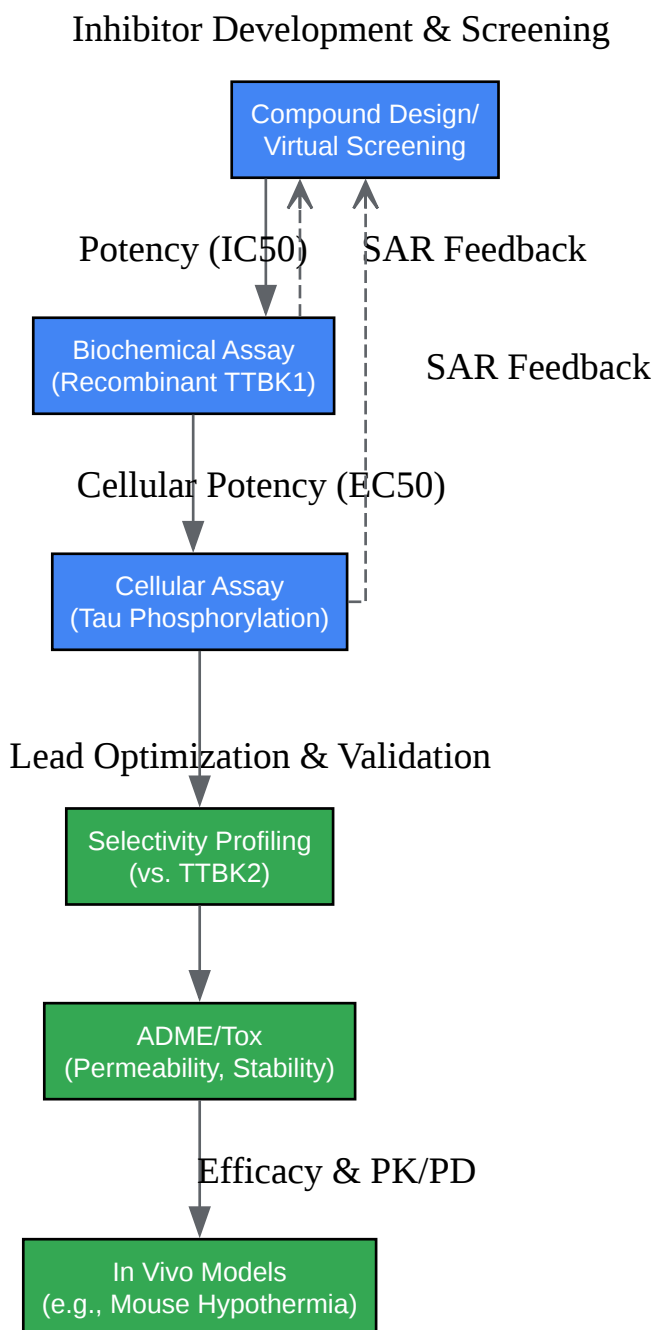 Inhibitor Development & Screening
Compound Design/
Virtual Screening
Potency (IC50)
SAR Feedback
Biochemical Assay
(Recombinant TTBK1)
SAR Feedback
Cellular Potency (EC50)
Cellular Assay
(Tau Phosphorylation)
Lead Optimization & Validation
Selectivity Profiling
(vs. TTBK2)
ADME/Tox
(Permeability, Stability)
Efficacy & PK/PD
In Vivo Models
(e.g., Mouse Hypothermia)